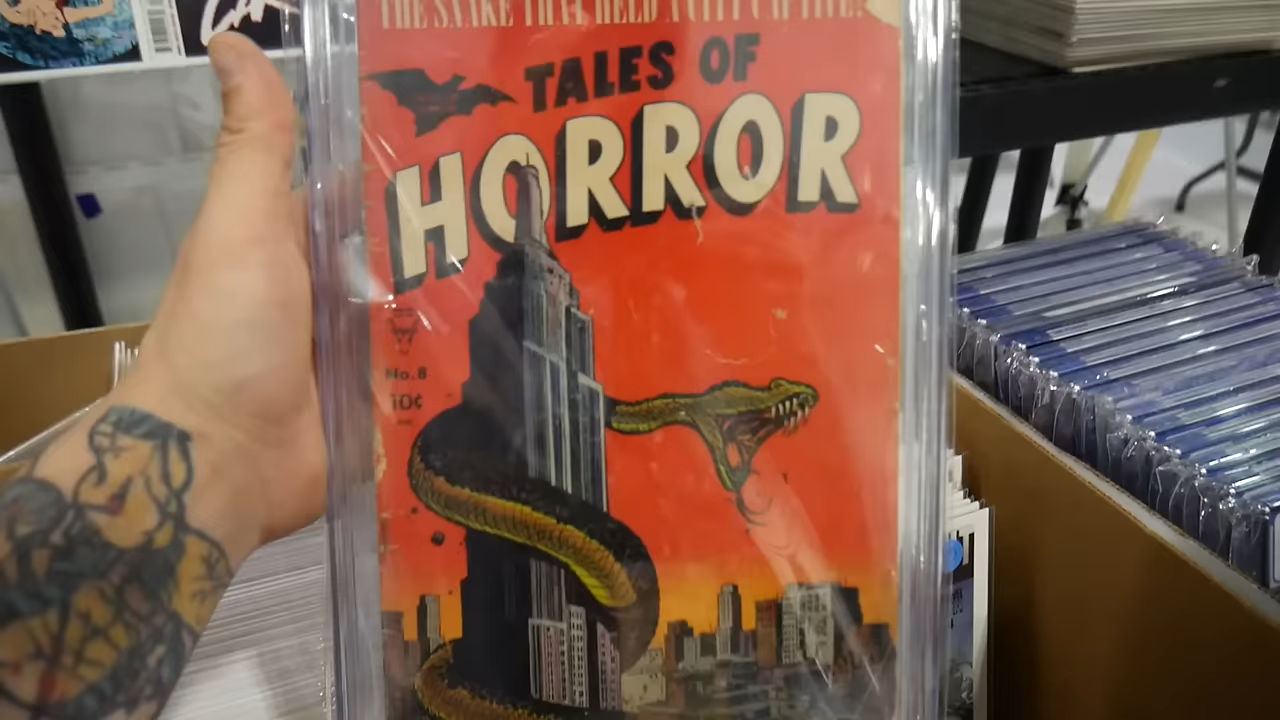 THE SNAKE THAT HELD A CITY CAPTIVE!
TALES OF
HORROR
No.8
10¢